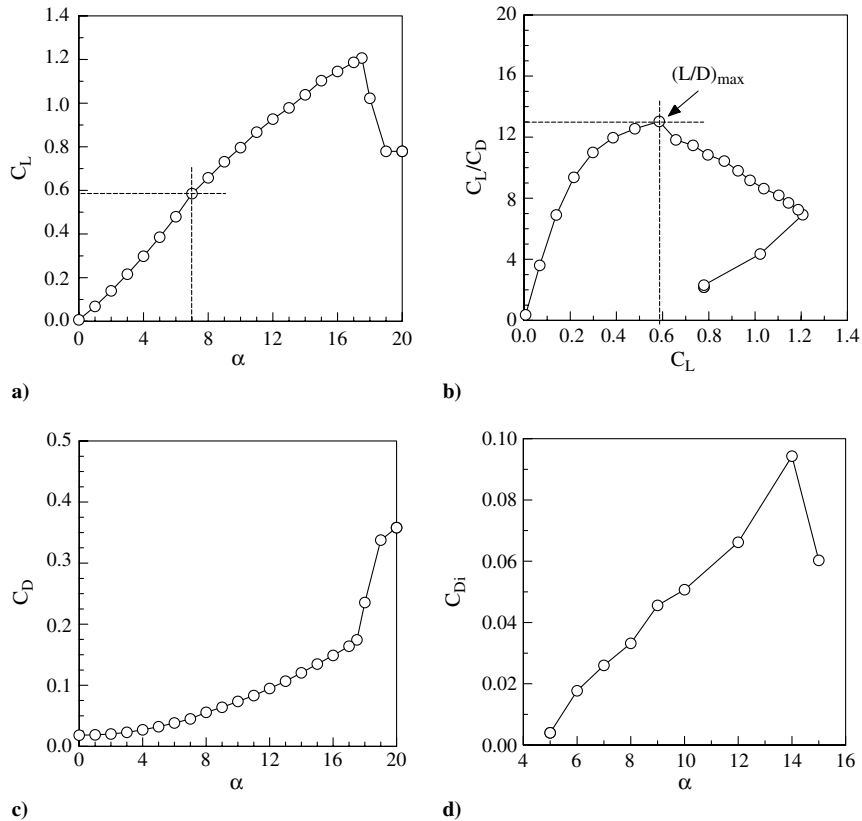 1.4
1.2
1.0
0.8
0.6
0.4
0.2
0.0
C_L
0 4 8 12 16 20
α
a)
20
16
12
8
4
0
C_L/C_D
(L/D)max
0.0 0.2 0.4 0.6 0.8 1.0 1.2 1.4
C_L
b)
0.5
0.4
0.3
0.2
0.1
0.0
C_D
0 4 8 12 16 20
α
c)
0.10
0.08
0.06
0.04
0.02
0.00
C_Di
4 6 8 10 12 14 16
α
d)